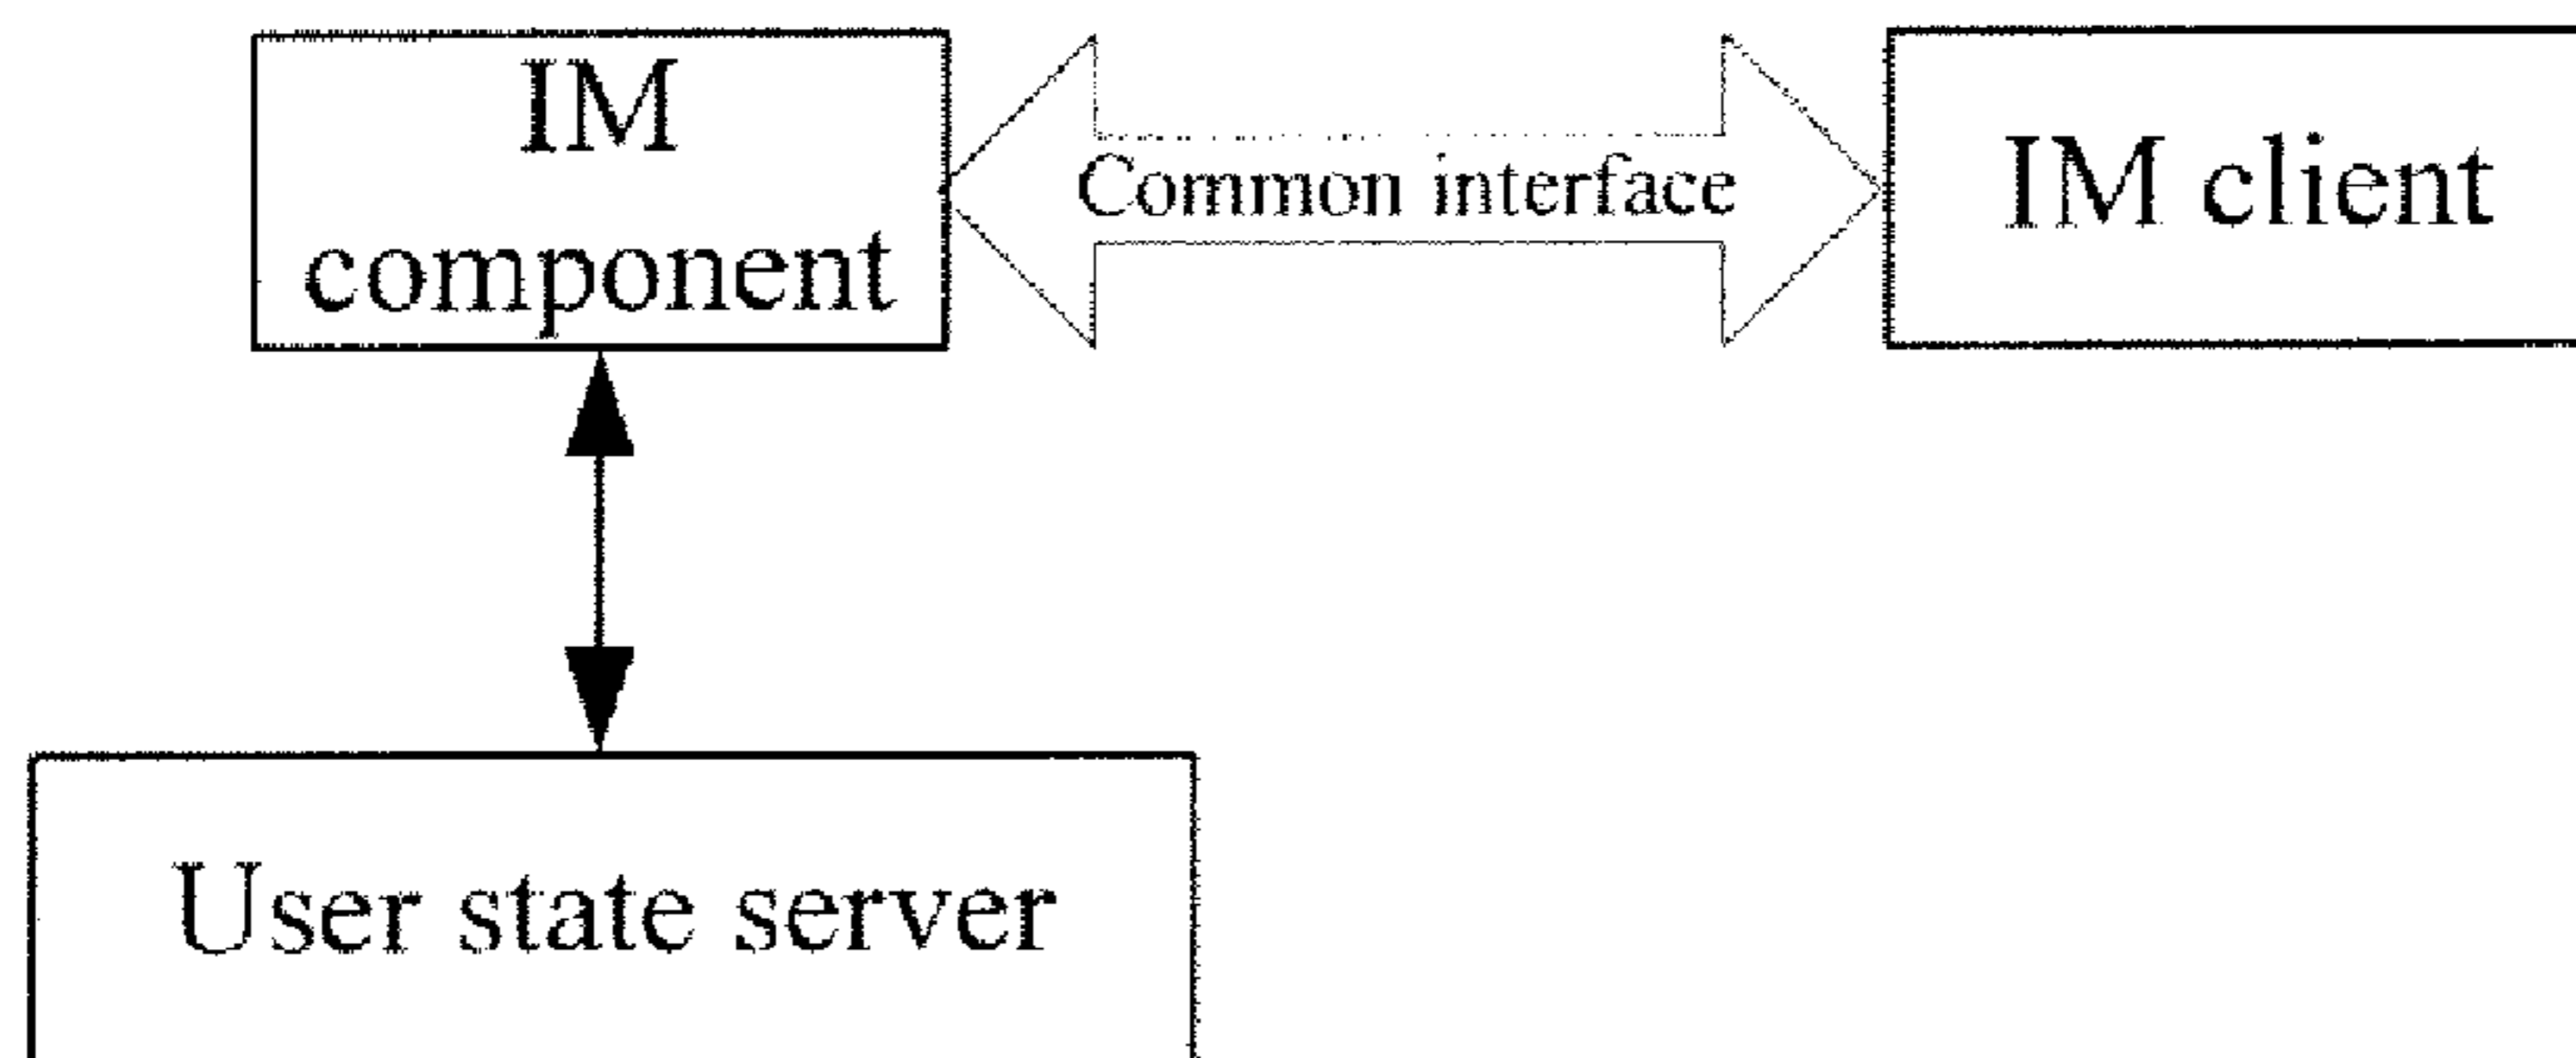 IM
component
Common interface
IM client
User state server